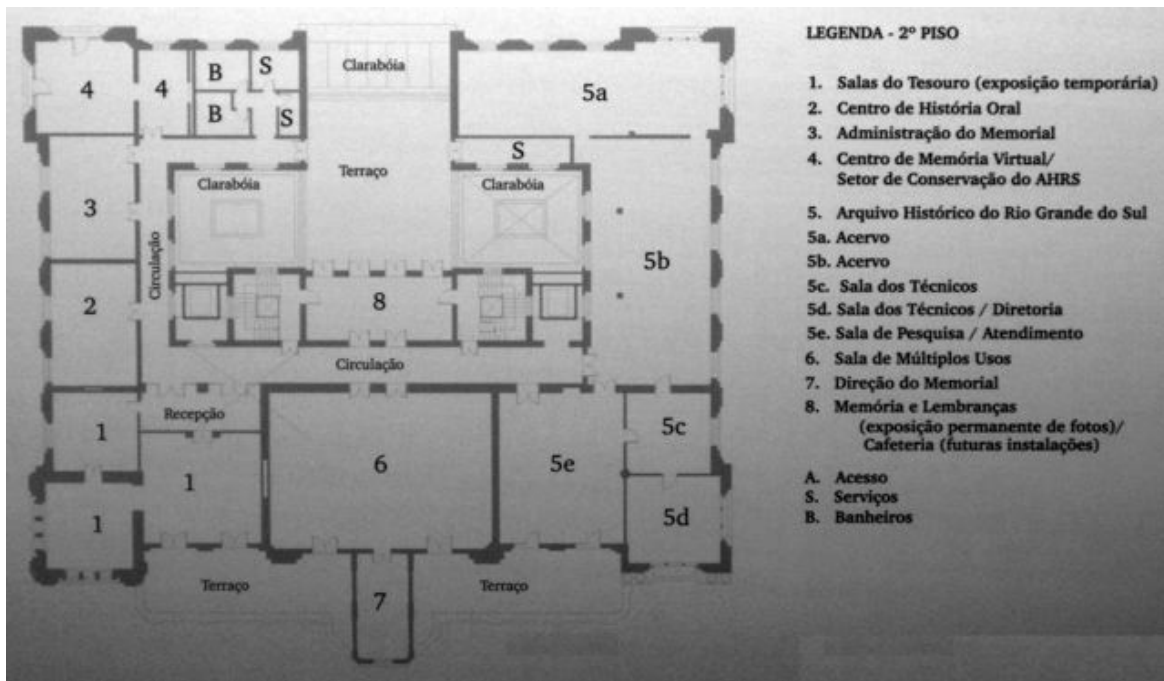 LEGENDA - 2º PISO
1. Salas do Tesouro (exposição temporária)
2. Centro de História Oral
3. Administração do Memorial
4. Centro de Memória Virtual/
Setor de Conservação do AHRS
5. Arquivo Histórico do Rio Grande do Sul
5a. Acervo
5b. Acervo
5c. Sala dos Técnicos
5d. Sala dos Técnicos / Diretoria
5e. Sala de Pesquisa / Atendimento
6. Sala de Múltiplos Usos
7. Direção do Memorial
8. Memória e Lembranças
(exposição permanente de fotos)/
Cafeteria (futuras instalações)
A. Acesso
S. Serviços
B. Banheiros
Clarabóia
4
4
B
S
B
S
5a
S
Clarabóia
Terraço
Clarabóia
3
Circulação
5b
2
8
Circulação
Recepção
1
1
6
5e
5c
1
5d
Terraço
7
Terraço